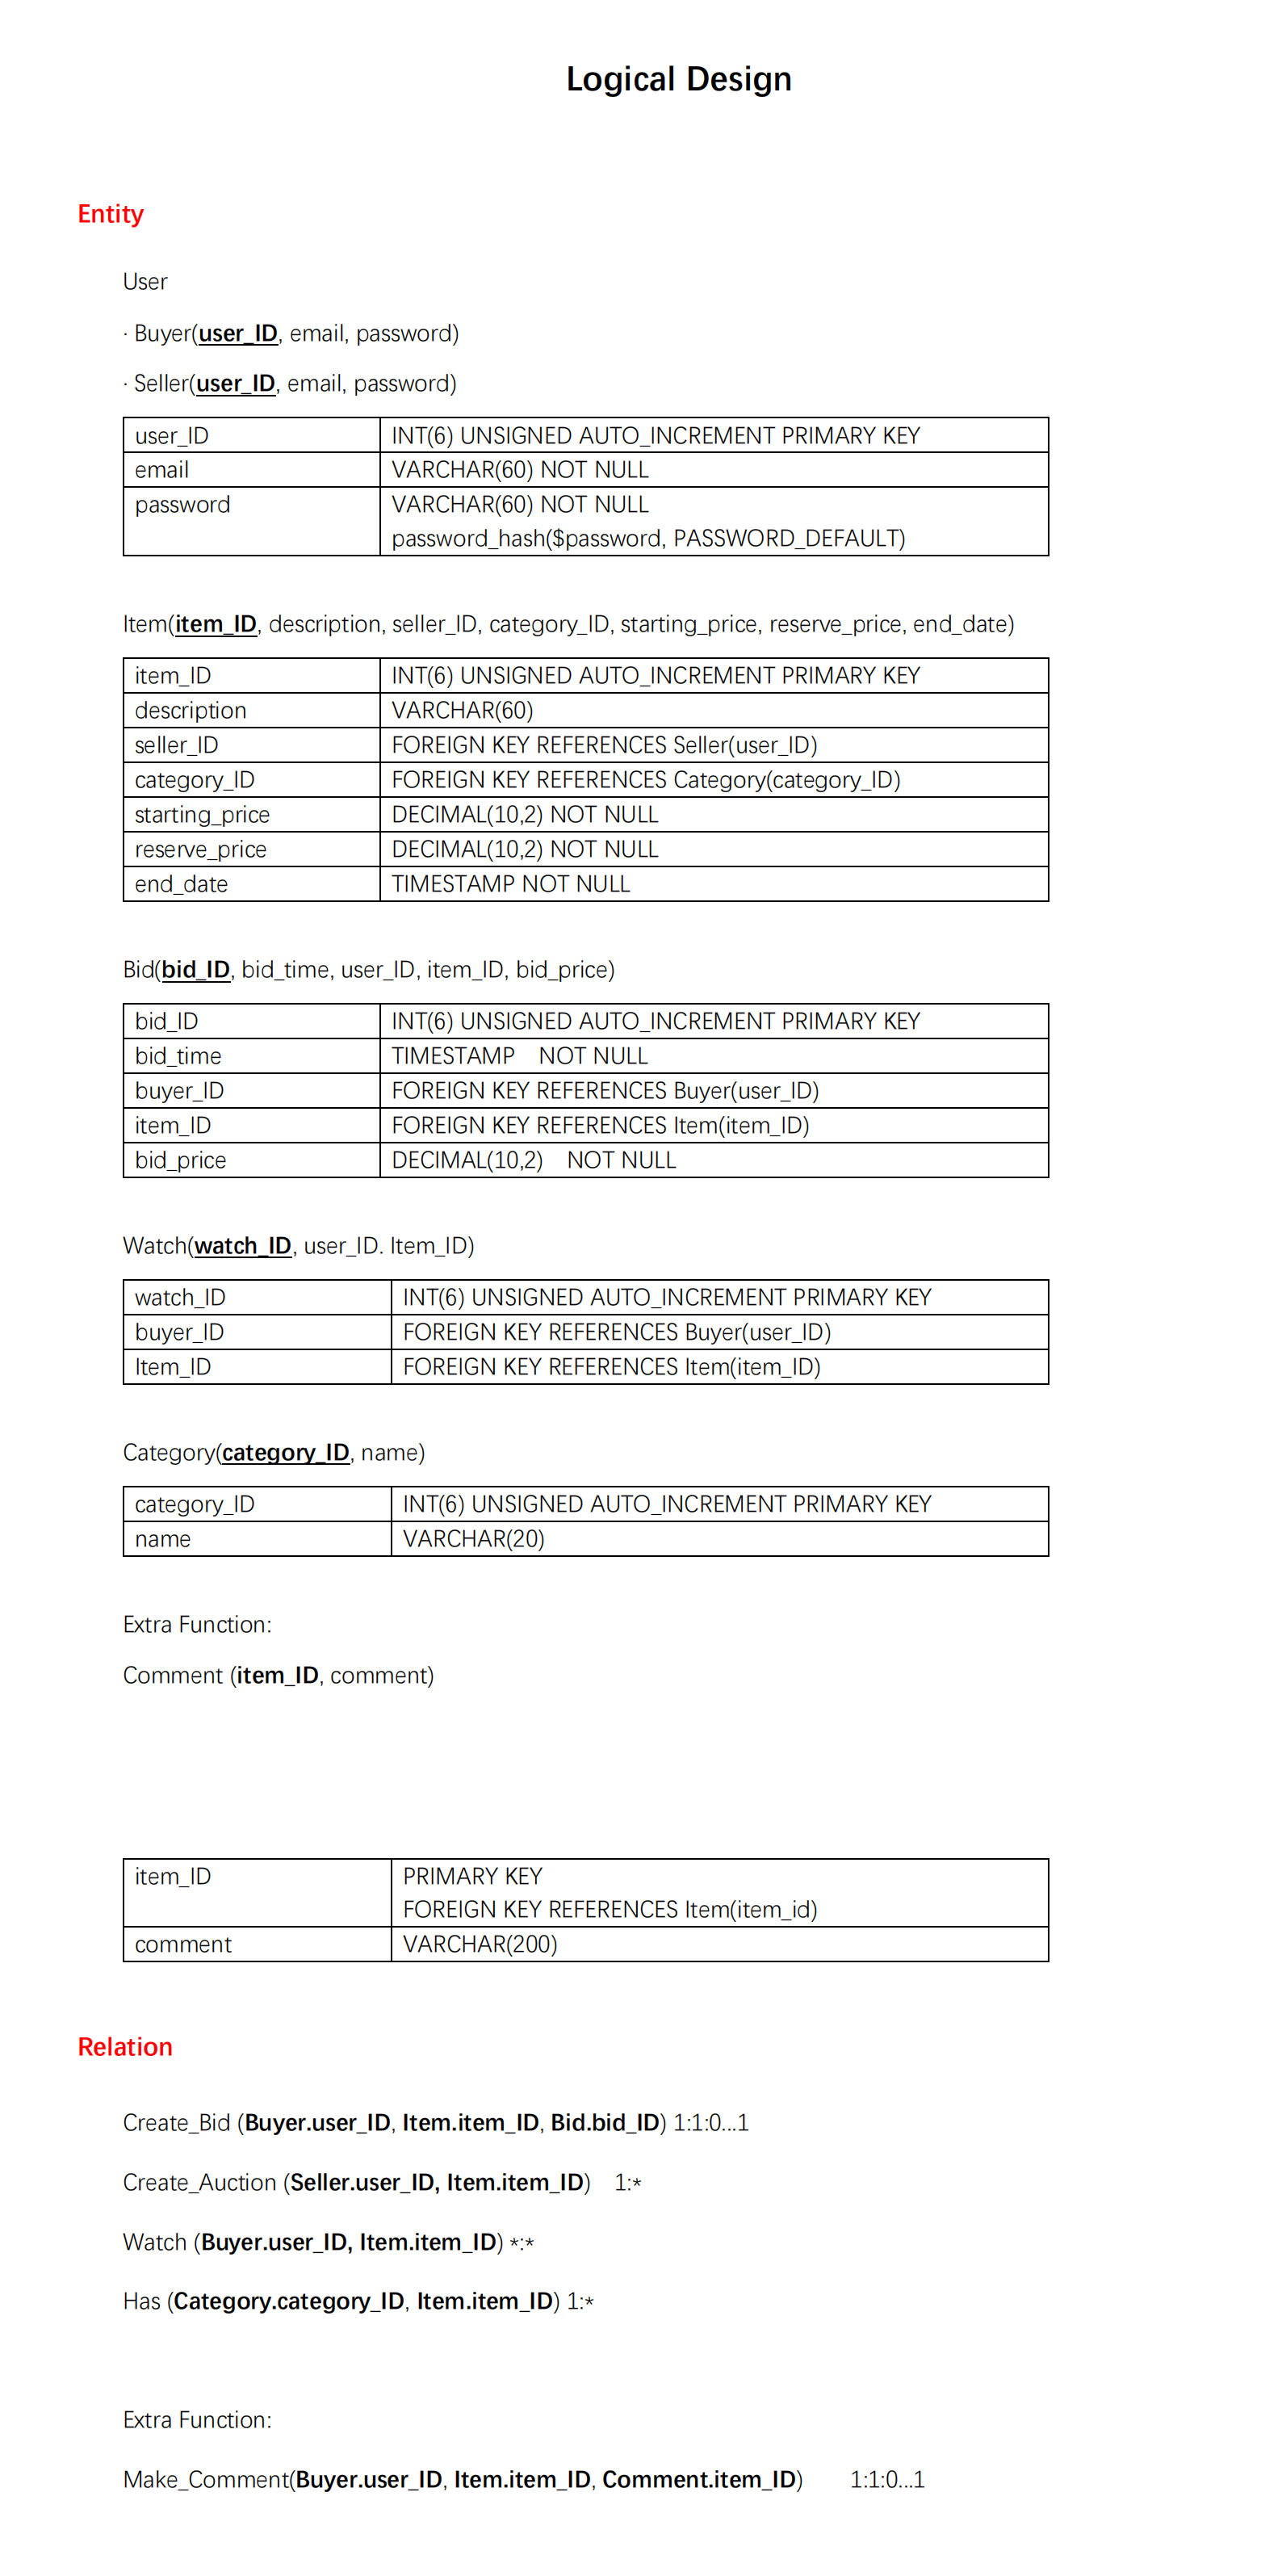 Logical Design
Entity
User
· Buyer(user_ID, email, password)
· Seller(user_ID, email, password)
user_ID INT(6) UNSIGNED AUTO_INCREMENT PRIMARY KEY
email VARCHAR(60) NOT NULL
password VARCHAR(60) NOT NULL
password_hash($password, PASSWORD_DEFAULT)
Item(item_ID, description, seller_ID, category_ID, starting_price, reserve_price, end_date)
item_ID INT(6) UNSIGNED AUTO_INCREMENT PRIMARY KEY
description VARCHAR(60)
seller_ID FOREIGN KEY REFERENCES Seller(user_ID)
category_ID FOREIGN KEY REFERENCES Category(category_ID)
starting_price DECIMAL(10,2) NOT NULL
reserve_price DECIMAL(10,2) NOT NULL
end_date TIMESTAMP NOT NULL
Bid(bid_ID, bid_time, user_ID, item_ID, bid_price)
bid_ID INT(6) UNSIGNED AUTO_INCREMENT PRIMARY KEY
bid_time TIMESTAMP NOT NULL
buyer_ID FOREIGN KEY REFERENCES Buyer(user_ID)
item_ID FOREIGN KEY REFERENCES Item(item_ID)
bid_price DECIMAL(10,2) NOT NULL
Watch(watch_ID, user_ID. Item_ID)
watch_ID INT(6) UNSIGNED AUTO_INCREMENT PRIMARY KEY
buyer_ID FOREIGN KEY REFERENCES Buyer(user_ID)
Item_ID FOREIGN KEY REFERENCES Item(item_ID)
Category(category_ID, name)
category_ID INT(6) UNSIGNED AUTO_INCREMENT PRIMARY KEY
name VARCHAR(20)
Extra Function:
Comment (item_ID, comment)
item_ID PRIMARY KEY
FOREIGN KEY REFERENCES Item(item_id)
comment VARCHAR(200)
Relation
Create_Bid (Buyer.user_ID, Item.item_ID, Bid.bid_ID) 1:1:0...1
Create_Auction (Seller.user_ID, Item.item_ID) 1:*
Watch (Buyer.user_ID, Item.item_ID) *:*
Has (Category.category_ID, Item.item_ID) 1:*
Extra Function:
Make_Comment(Buyer.user_ID, Item.item_ID, Comment.item_ID) 1:1:0...1